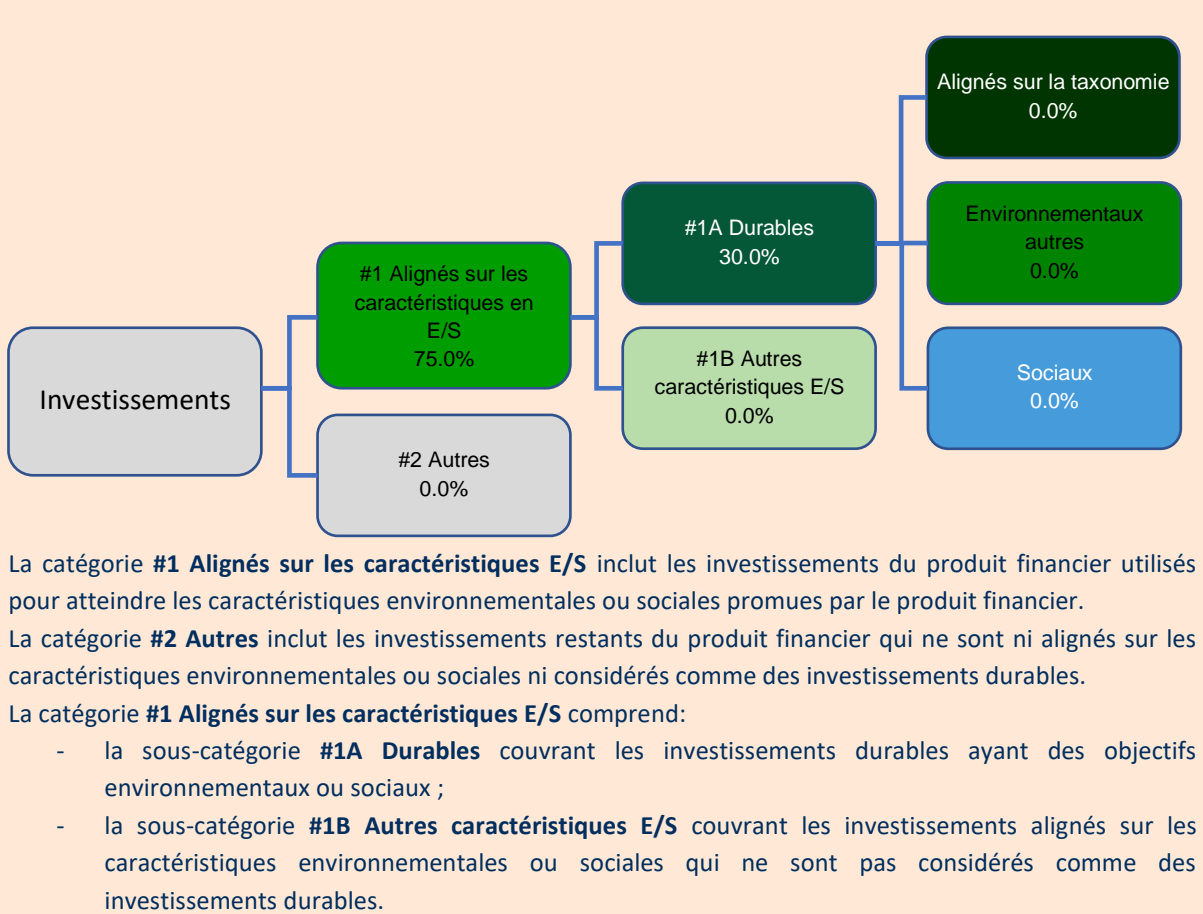 Alignés sur la taxonomie
0.0%
#1A Durables
30.0%
Environnementaux
autres
0.0%
#1 Alignés sur les
caractéristiques en
E/S
75.0%
#1B Autres
caractéristiques E/S
0.0%
Sociaux
0.0%
Investissements
#2 Autres
0.0%
La catégorie #1 Alignés sur les caractéristiques E/S inclut les investissements du produit financier utilisés
pour atteindre les caractéristiques environnementales ou sociales promues par le produit financier.
La catégorie #2 Autres inclut les investissements restants du produit financier qui ne sont ni alignés sur les
caractéristiques environnementales ou sociales ni considérés comme des investissements durables.
La catégorie #1 Alignés sur les caractéristiques E/S comprend:
- la sous-catégorie #1A Durables couvrant les investissements durables ayant des objectifs
environnementaux ou sociaux ;
- la sous-catégorie #1B Autres caractéristiques E/S couvrant les investissements alignés sur les
caractéristiques environnementales ou sociales qui ne sont pas considérés comme des
investissements durables.